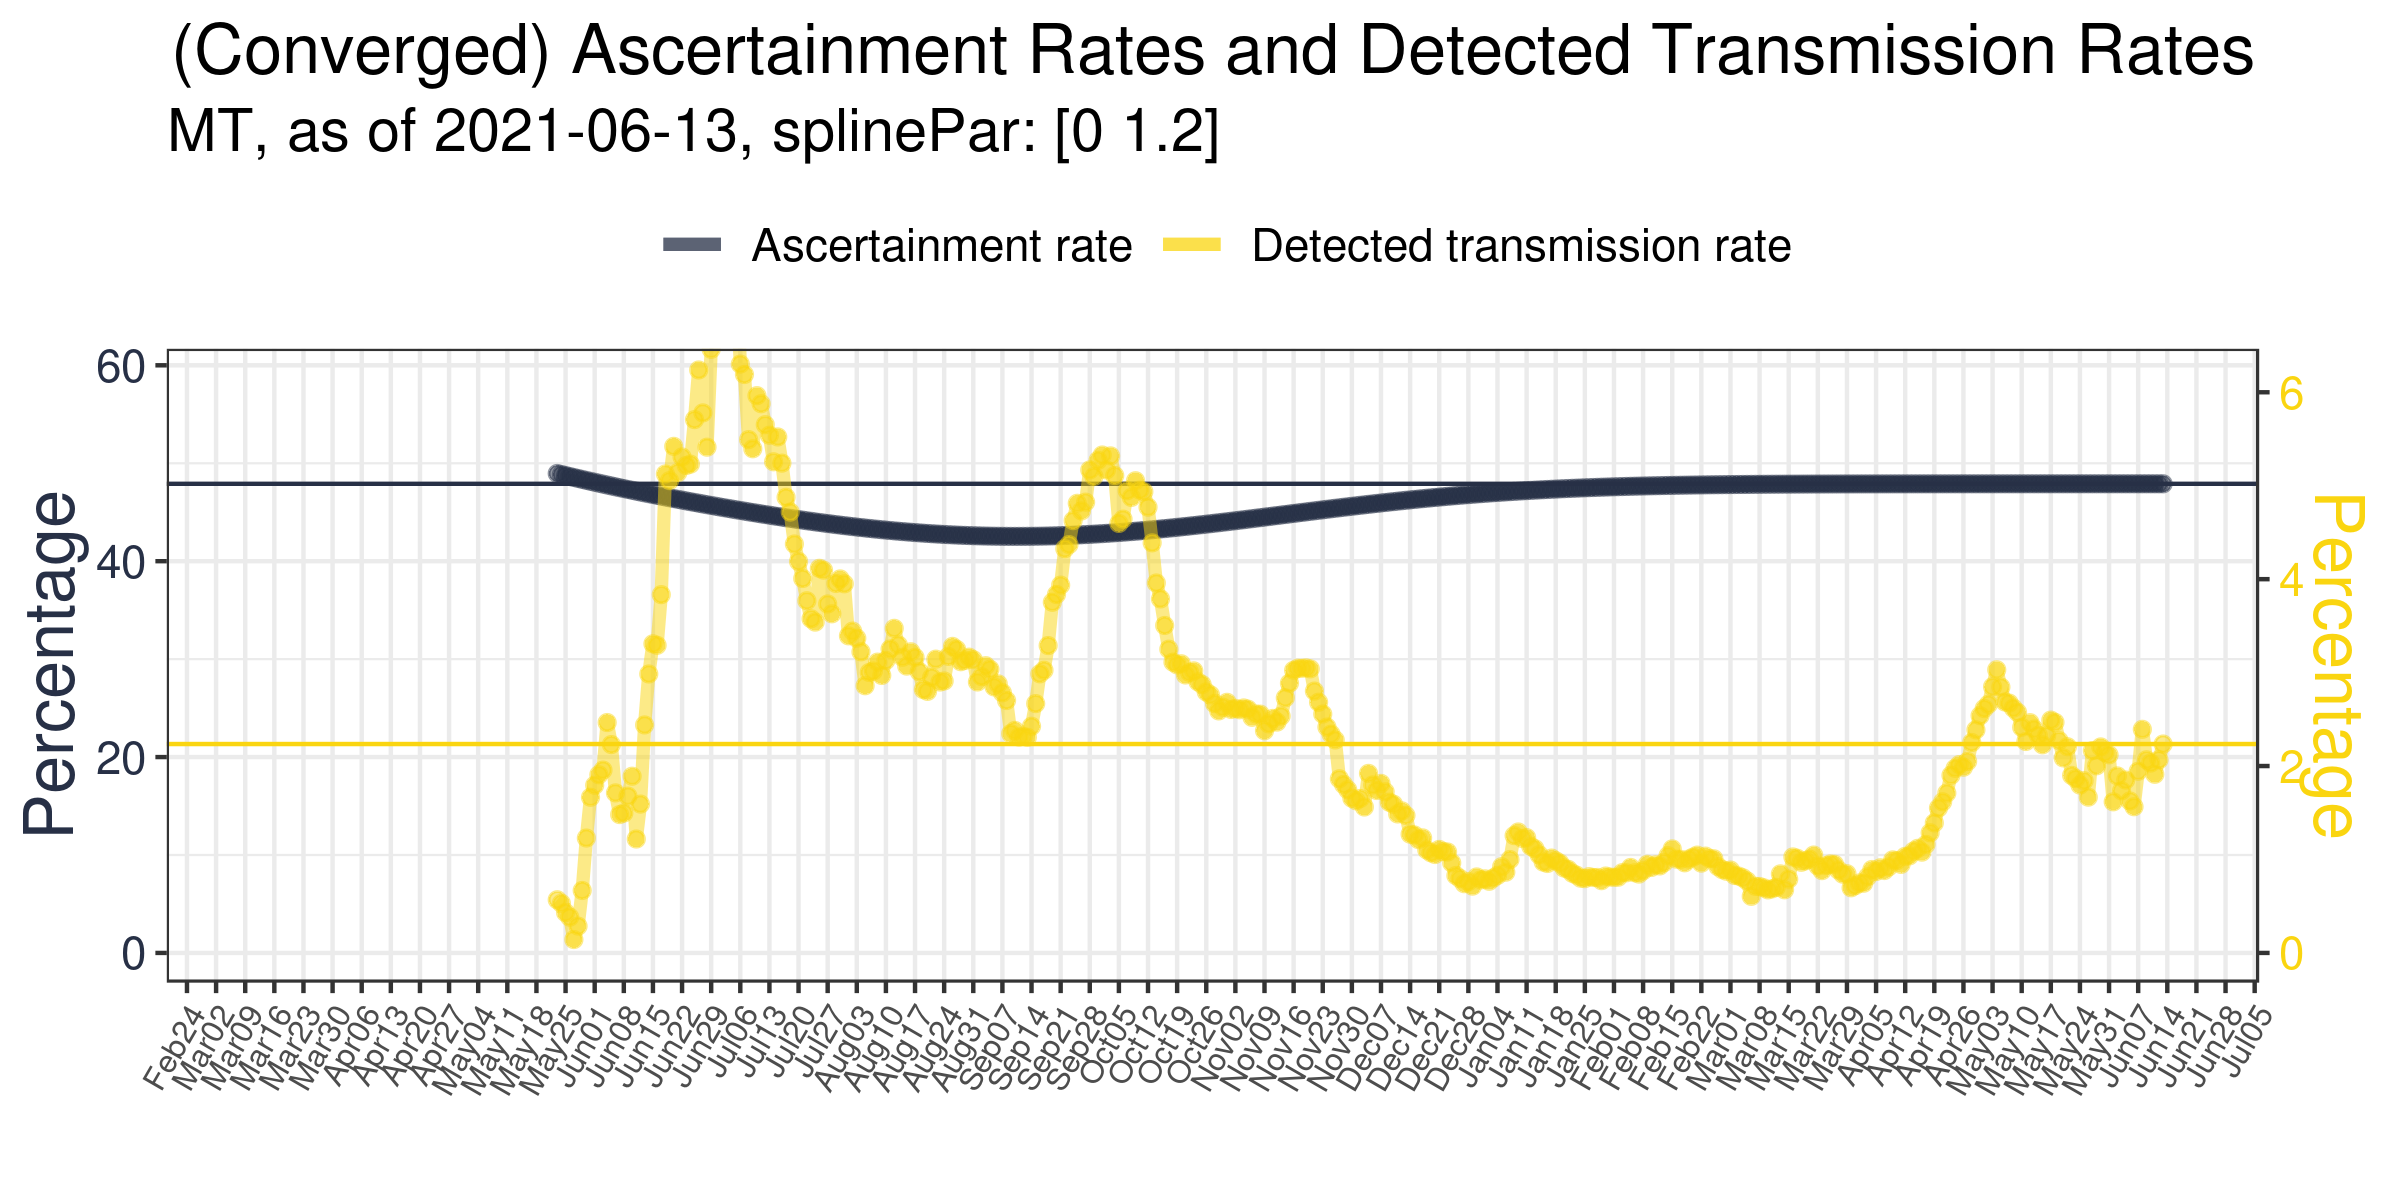 (Converged) Ascertainment Rates and Detected Transmission Rates
MT, as of 2021-06-13, splinePar: [0 1.2]
Ascertainment rate Detected transmission rate
Percentage
60
40
20
0
6
4
2
0
Percentage
Feb24 Mar02 Mar09 Mar16 Mar23 Mar30 Apr06 Apr13 Apr20 Apr27 May04 May11 May18 May25 Jun01 Jun08 Jun15 Jun22 Jun29 Jul06 Jul13 Jul20 Jul27 Aug03 Aug10 Aug17 Aug24 Aug31 Sep07 Sep14 Sep21 Sep28 Oct05 Oct12 Oct19 Oct26 Nov02 Nov09 Nov16 Nov23 Nov30 Dec07 Dec14 Dec21 Dec28 Jan04 Jan11 Jan18 Jan25 Feb01 Feb08 Feb15 Feb22 Mar01 Mar08 Mar15 Mar22 Mar29 Apr05 Apr12 Apr19 Apr26 May03 May10 May17 May24 May31 Jun07 Jun14 Jun21 Jun28 Jul05